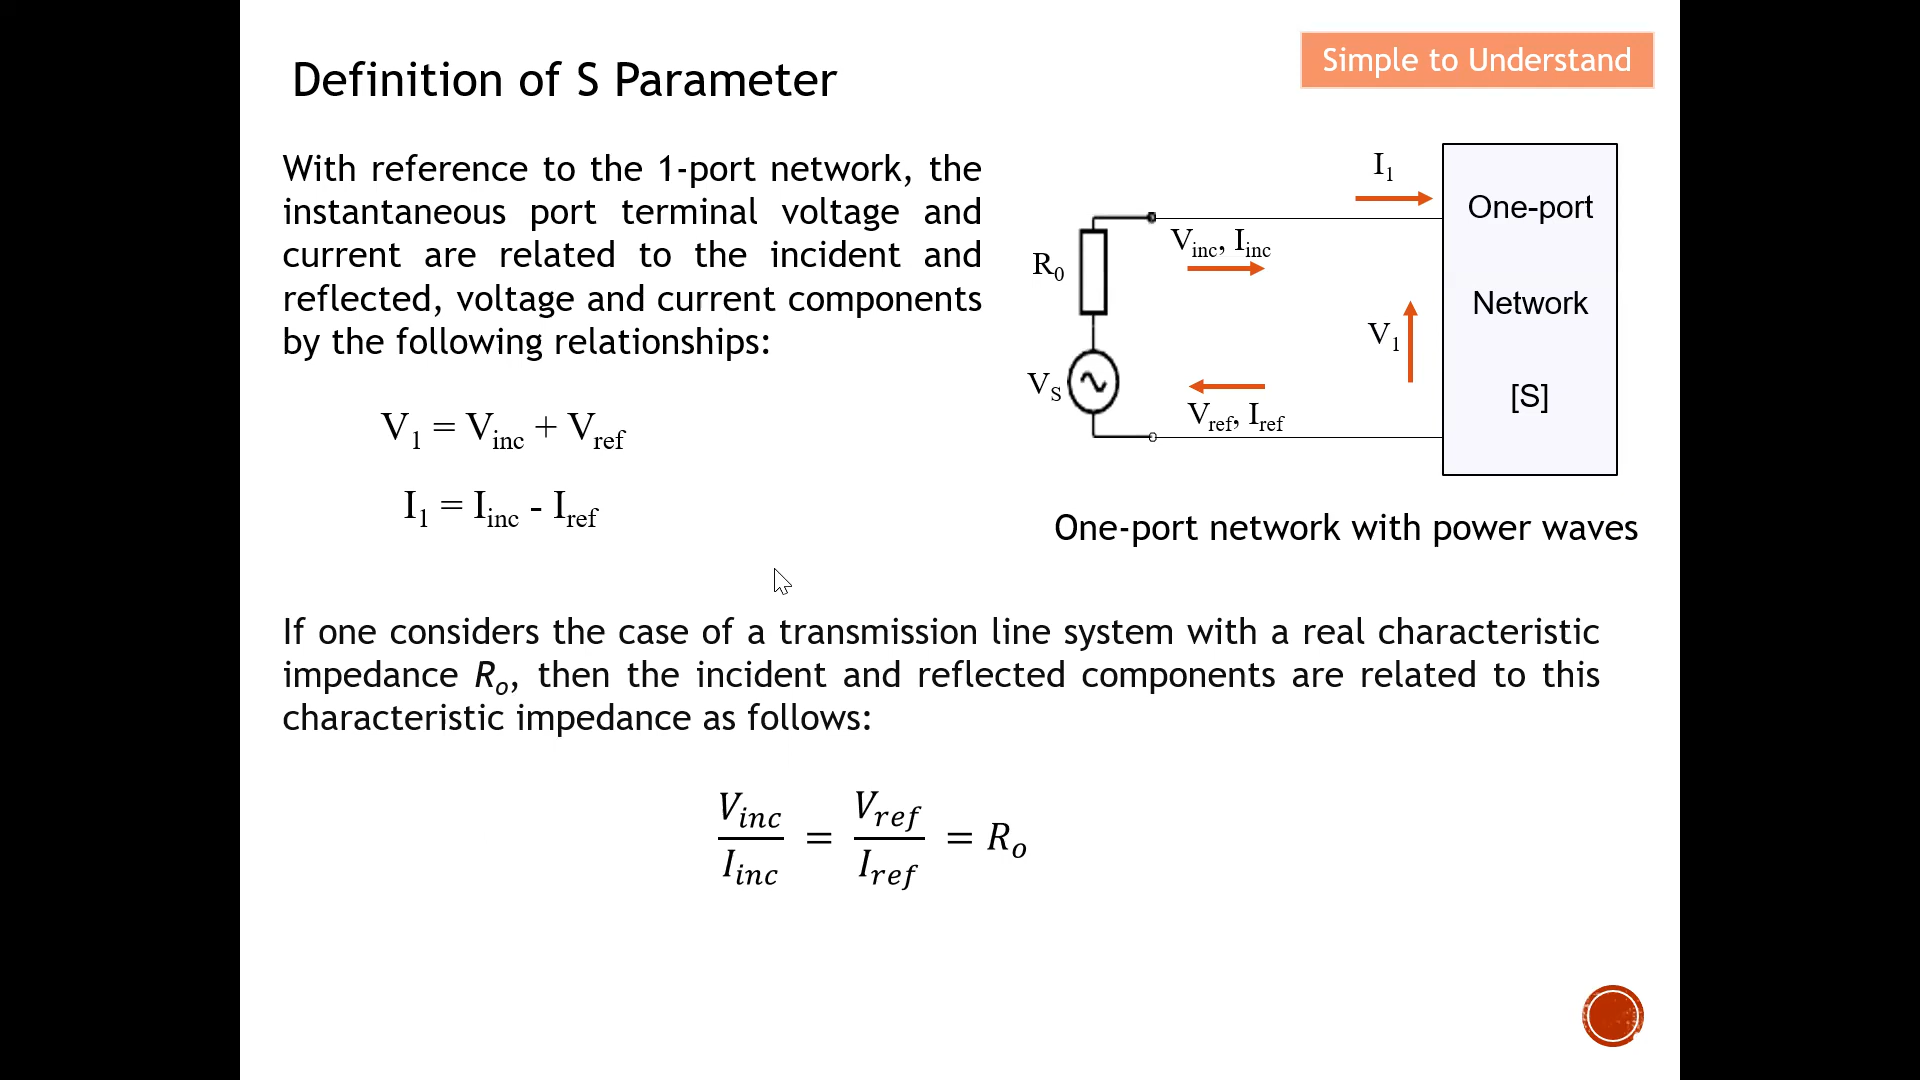 Definition of S Parameter
Simple to Understand
With reference to the 1-port network, the
instantaneous port terminal voltage and
current are related to the incident and
reflected, voltage and current components
by the following relationships:
V₁ = V_inc + V_ref
I₁ = I_inc - I_ref
I₁
One-port
Network
[S]
V_inc, I_inc
R₀
V₁
V_S
V_ref, I_ref
One-port network with power waves
If one considers the case of a transmission line system with a real characteristic
impedance R_o, then the incident and reflected components are related to this
characteristic impedance as follows:
V_inc/I_inc = V_ref/I_ref = R_o